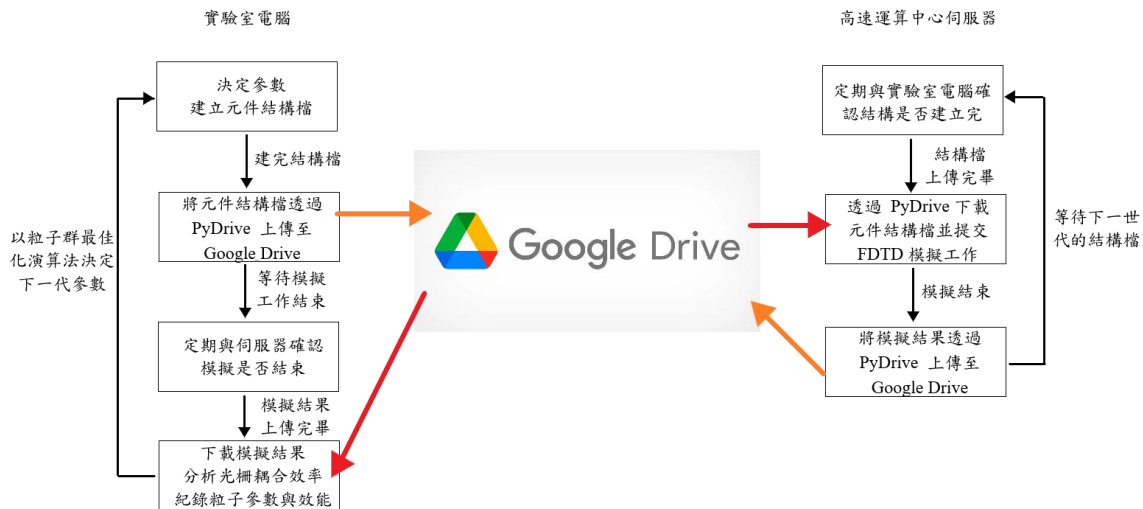 實驗室電腦
決定參數
建立元件結構檔
建完結構檔
將元件結構檔透過
PyDrive 上傳至
Google Drive
等待模擬
工作結束
定期與伺服器確認
模擬是否結束
模擬結果
上傳完畢
下載模擬結果
分析光柵耦合效率
紀錄粒子參數與效能
以粒子群最佳
化演算法決定
下一代參數
Google Drive
高速運算中心伺服器
定期與實驗室電腦確
認結構是否建立完
結構檔
上傳完畢
透過 PyDrive 下載
元件結構檔並提交
FDTD 模擬工作
模擬結束
將模擬結果透過
PyDrive 上傳至
Google Drive
等待下一世
代的結構檔